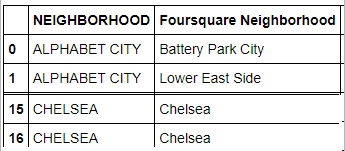 NEIGHBORHOOD Foursquare Neighborhood
0 ALPHABET CITY Battery Park City
1 ALPHABET CITY Lower East Side
15 CHELSEA Chelsea
16 CHELSEA Chelsea